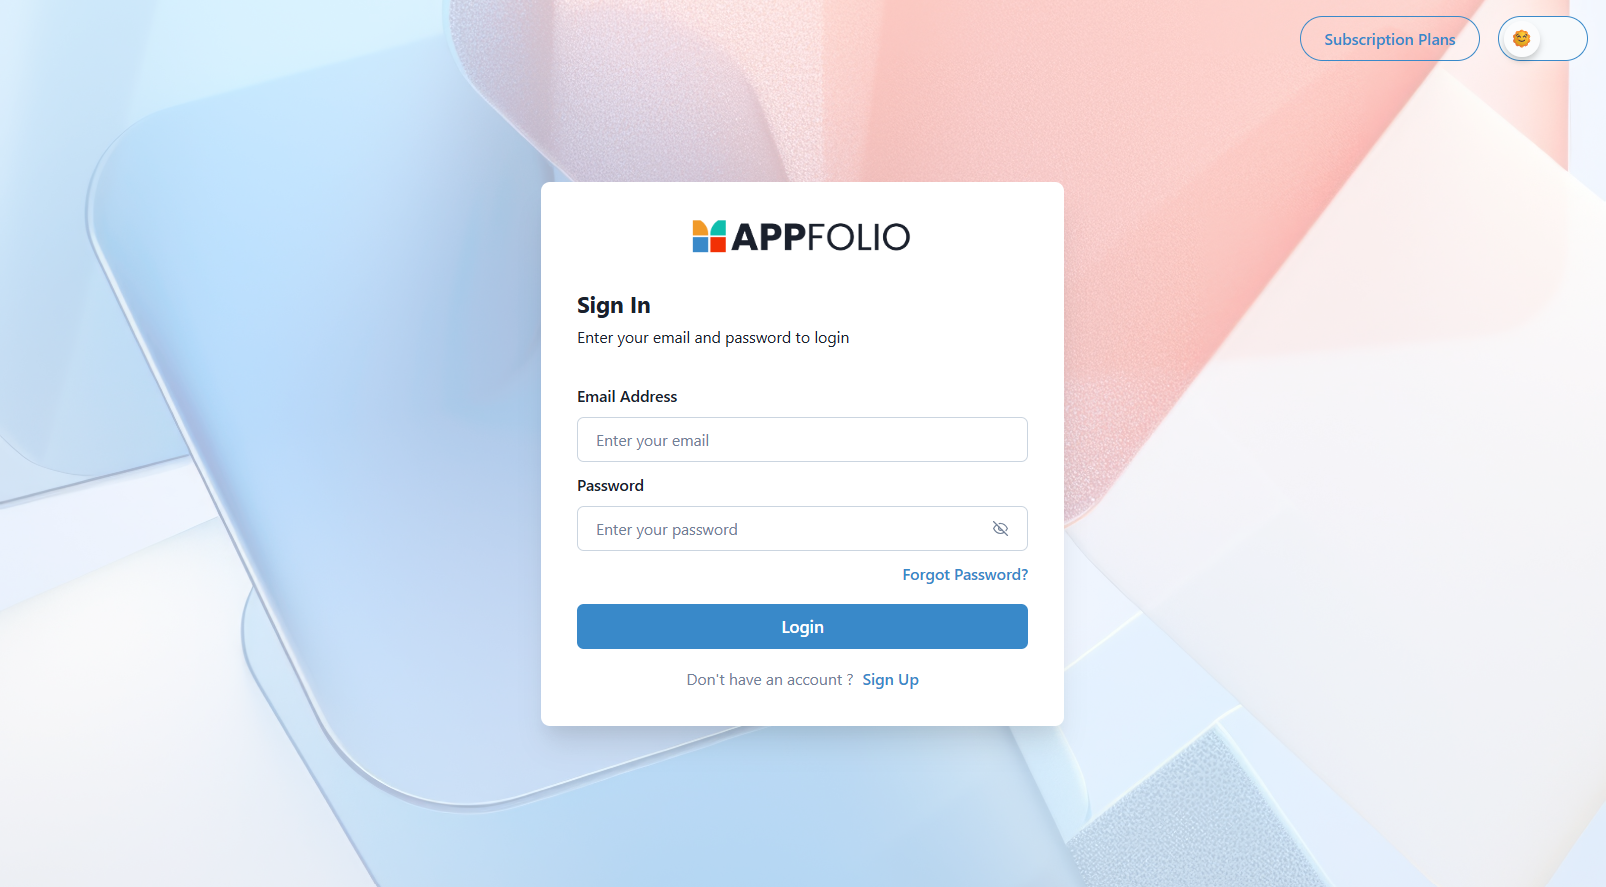 Subscription Plans
APPFOLIO
Sign In
Enter your email and password to login
Email Address
Enter your email
Password
Enter your password
Forgot Password?
Login
Don't have an account ? Sign Up